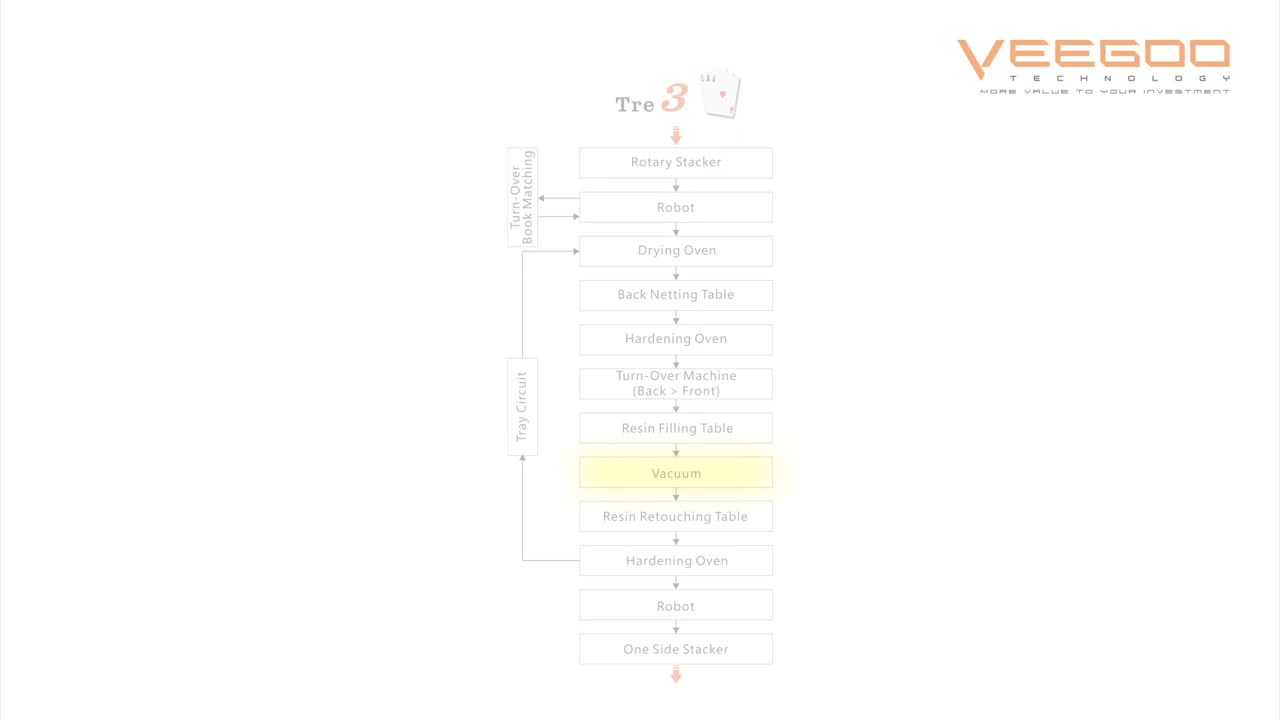 VEEGOO
TECHNOLOGY
MORE VALUE TO YOUR INVESTMENT
Tre 3
Rotary Stacker
Turn-Over
Book Matching
Robot
Drying Oven
Back Netting Table
Hardening Oven
Turn-Over Machine
(Back > Front)
Tray Circuit
Resin Filling Table
Vacuum
Resin Retouching Table
Hardening Oven
Robot
One Side Stacker